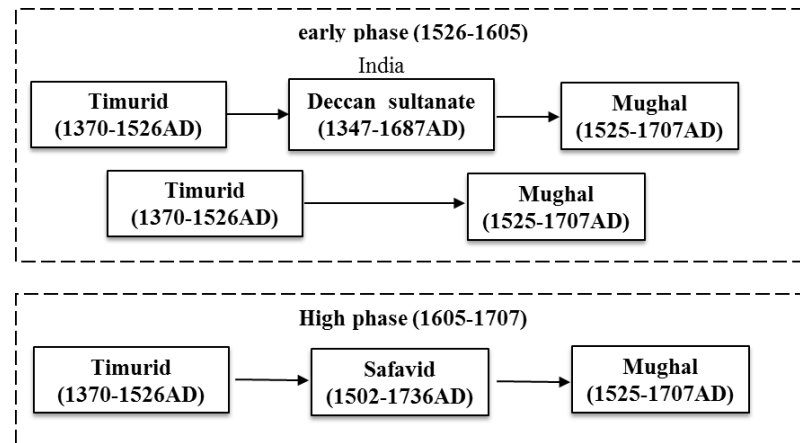 early phase (1526-1605)
India
Timurid
(1370-1526AD)
Deccan sultanate
(1347-1687AD)
Mughal
(1525-1707AD)
Timurid
(1370-1526AD)
Mughal
(1525-1707AD)
High phase (1605-1707)
Timurid
(1370-1526AD)
Safavid
(1502-1736AD)
Mughal
(1525-1707AD)